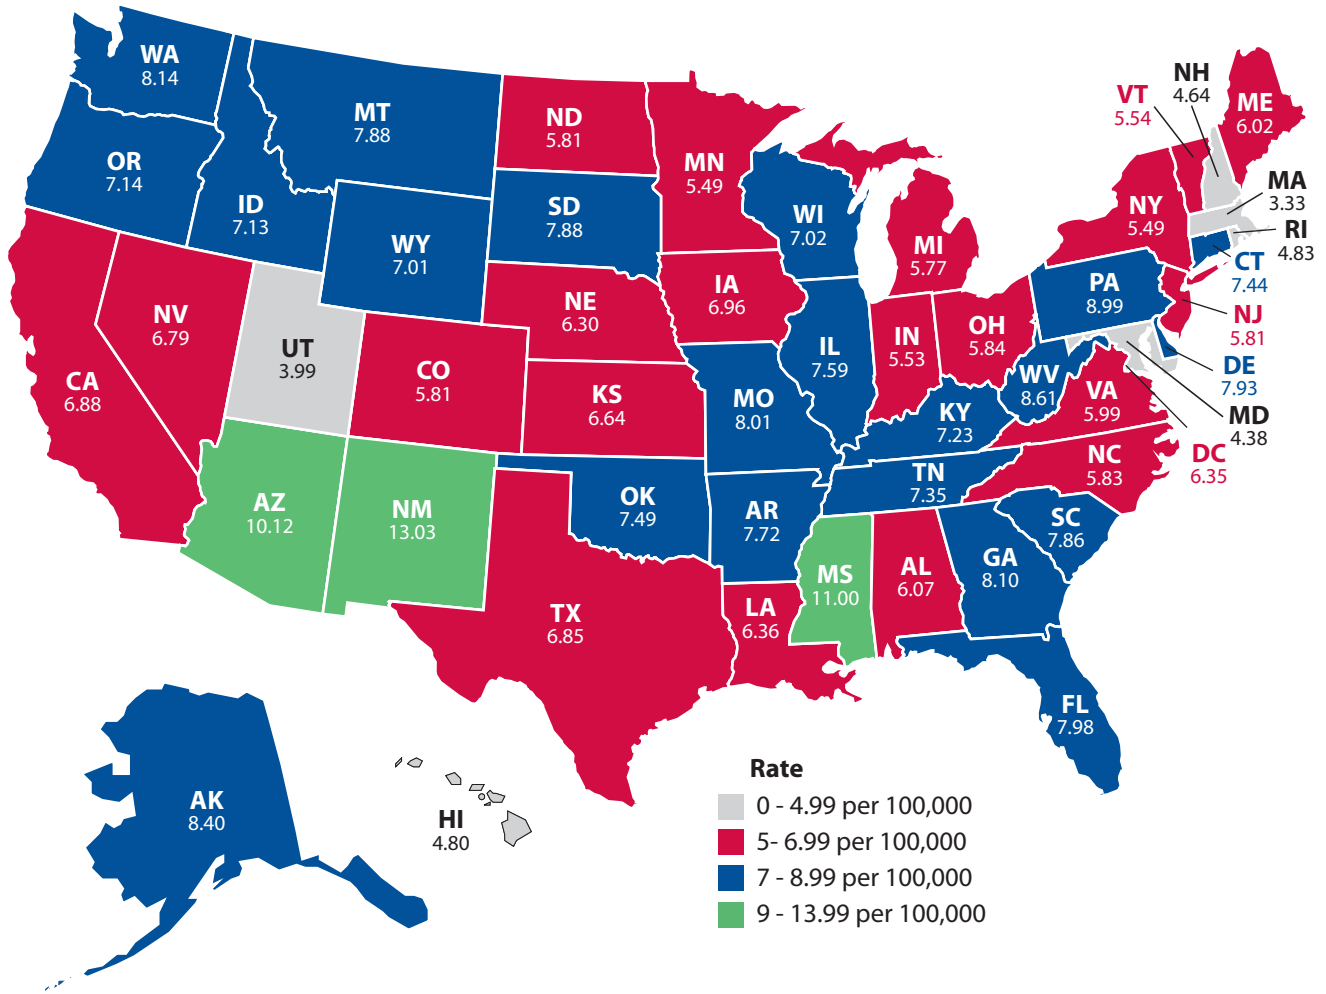 WA
8.14
MT
7.88
ND
5.81
MN
5.49
VT
5.54
NH
4.64
ME
6.02
OR
7.14
ID
7.13
WY
7.01
SD
7.88
WI
7.02
MI
5.77
NY
5.49
MA
3.33
RI
4.83
CT
7.44
NV
6.79
UT
3.99
NE
6.30
IA
6.96
PA
8.99
NJ
5.81
CA
6.88
CO
5.81
KS
6.64
MO
8.01
IL
7.59
IN
5.53
OH
5.84
WV
8.61
VA
5.99
DE
7.93
MD
4.38
DC
6.35
KY
7.23
TN
7.35
NC
5.83
AZ
10.12
NM
13.03
OK
7.49
AR
7.72
SC
7.86
MS
11.00
AL
6.07
GA
8.10
TX
6.85
LA
6.36
FL
7.98
AK
8.40
HI
4.80
Rate
0 - 4.99 per 100,000
5- 6.99 per 100,000
7 - 8.99 per 100,000
9 - 13.99 per 100,000